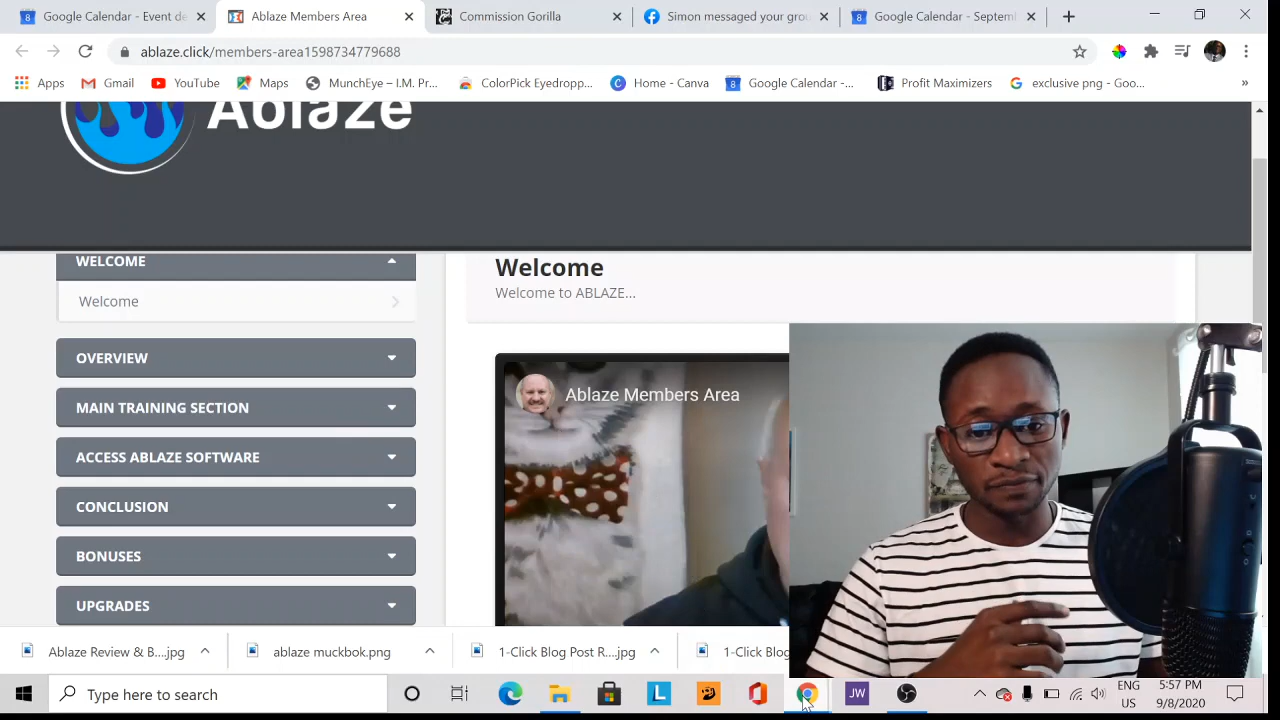 Google Calendar - Event de
Ablaze Members Area
Commission Gorilla
Simon messaged your grou
Google Calendar - Septemb
ablaze.click/members-area1598734779688
Apps
Gmail
YouTube
Maps
MunchEye – I.M. Pr...
ColorPick Eyedropp...
Home - Canva
Google Calendar -...
Profit Maximizers
exclusive png - Goo...
Ablaze
WELCOME
Welcome
OVERVIEW
MAIN TRAINING SECTION
ACCESS ABLAZE SOFTWARE
CONCLUSION
BONUSES
UPGRADES
Welcome
Welcome to ABLAZE...
Ablaze Members Area
Ablaze Review & B....jpg
ablaze muckbok.png
1-Click Blog Post R....jpg
1-Click Blo
Type here to search
L
JW
ENG
US
5:57 PM
9/8/2020